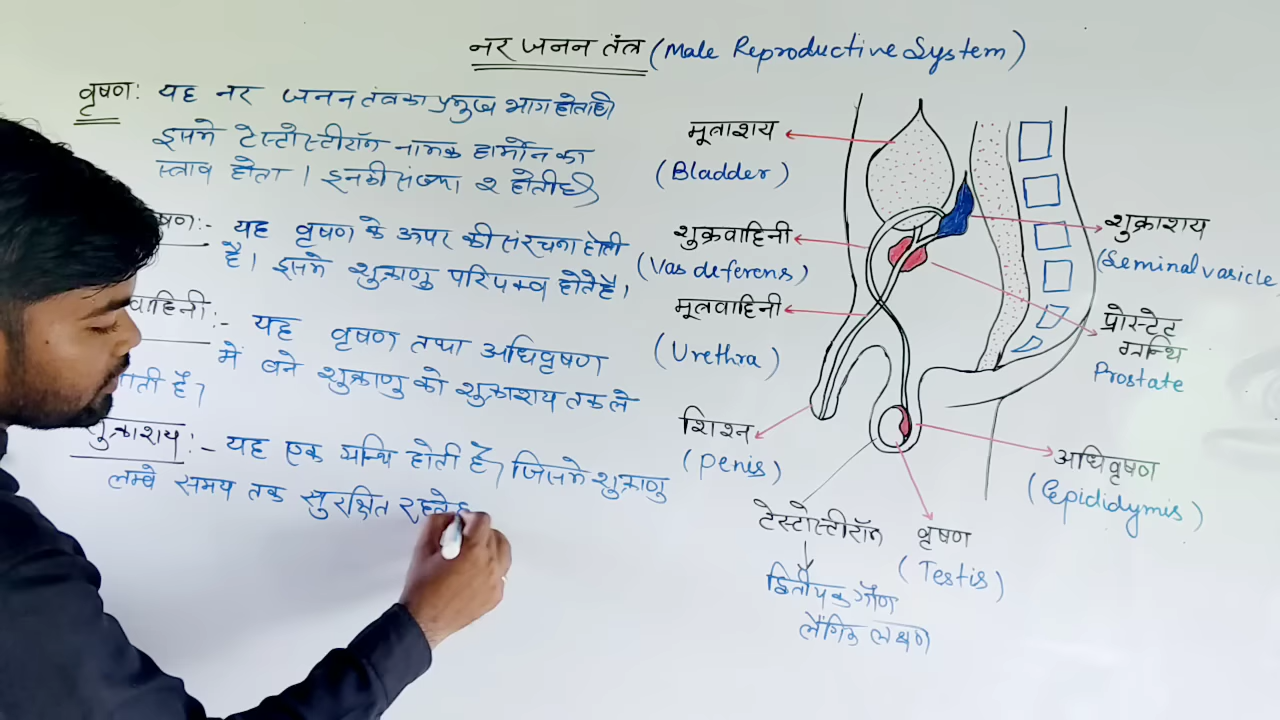 नर जनन तंत्र (Male Reproductive System)
वृषण: यह नर जनन तंत्र का प्रमुख भाग होता है।
इसमे टेस्टोस्टीरॉन नामक हार्मोन का
स्त्राव होता। इनकी संख्या २ होती है।
षण:- यह वृषण के ऊपर की संरचना होती
है। इसमे शुक्राणु परिपक्व होते है।
वाहिनी:- यह वृषण तथा अधिवृषण
में बने शुक्राणु को शुक्राशय तक ले
जाती है।
शुक्राशय:- यह एक ग्रन्थि होती है, जिसमे शुक्राणु
लम्बे समय तक सुरक्षित रहते ह
मूत्राशय
(Bladder)
शुक्रवाहिनी
(Vas deferens)
मूत्रवाहिनी
(Urethra)
शिश्न
(Penis)
टेस्टोस्टीरॉन
द्वितीयक गौण
लैंगिक लक्षण
वृषण
(Testis)
शुक्राशय
(Seminal vasicle
प्रोस्टेट
ग्रन्थि
Prostate
अधिवृषण
(Epididymis)